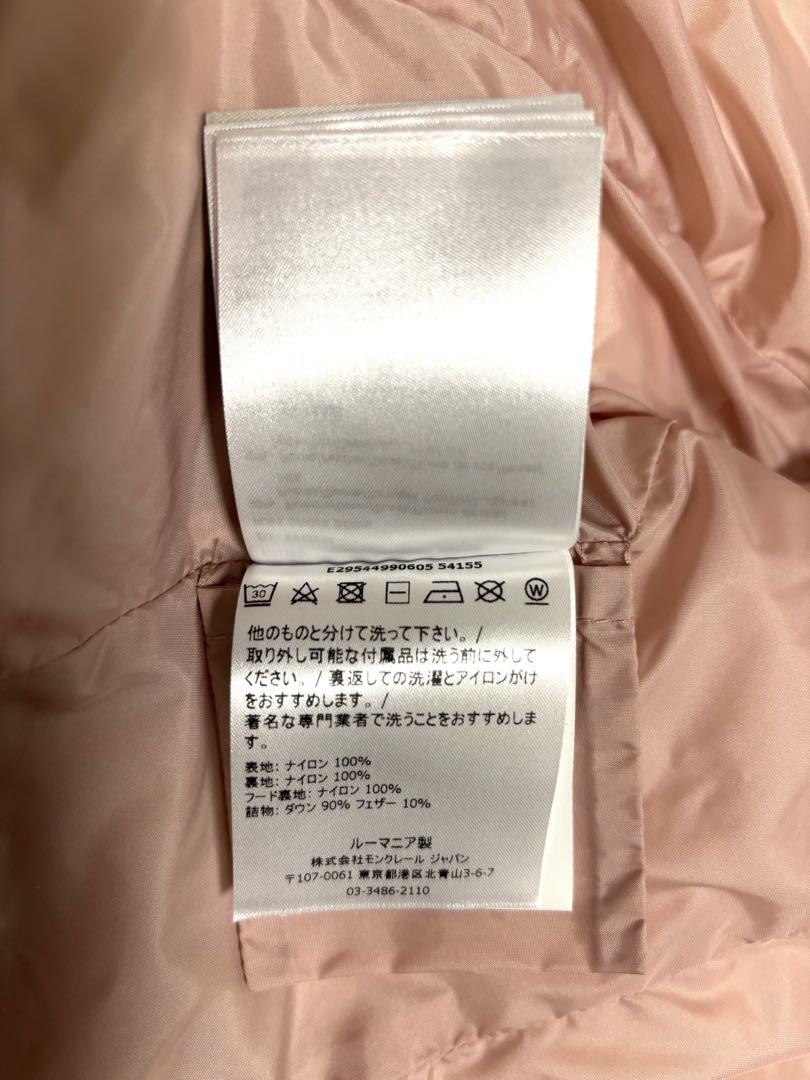 E29544990605 54155
30
W
他のものと分けて洗って下さい。/
取り外し可能な付属品は洗う前に外して
ください。/ 裏返しての洗濯とアイロンがけ
をおすすめします。/
著名な専門業者で洗うことをおすすめしま
す。
表地: ナイロン 100%
裏地: ナイロン 100%
フード裏地: ナイロン 100%
詰物: ダウン 90% フェザー 10%
ルーマニア製
株式会社モンクレール ジャパン
〒107-0061 東京都港区北青山3-6-7
03-3486-2110